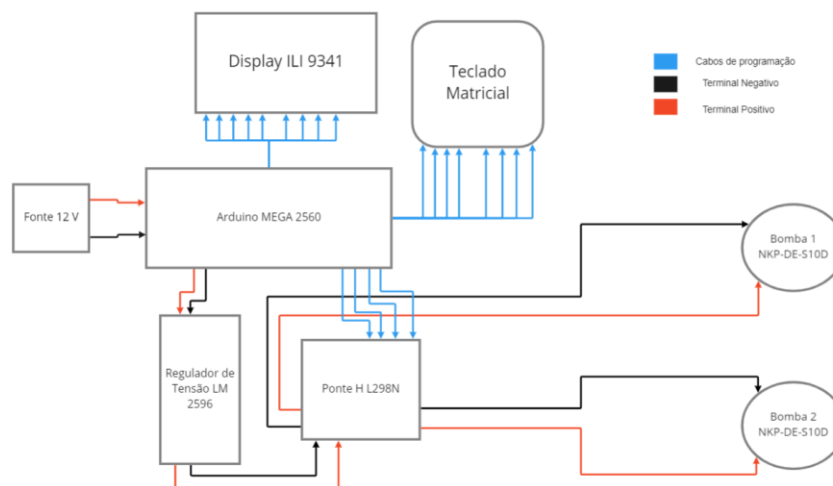 Display ILI 9341
Teclado
Matricial
Cabos de programação
Terminal Negativo
Terminal Positivo
Fonte 12 V
Arduino MEGA 2560
Bomba 1
NKP-DE-S10D
Regulador de
Tensão LM
2596
Ponte H L298N
Bomba 2
NKP-DE-S10D